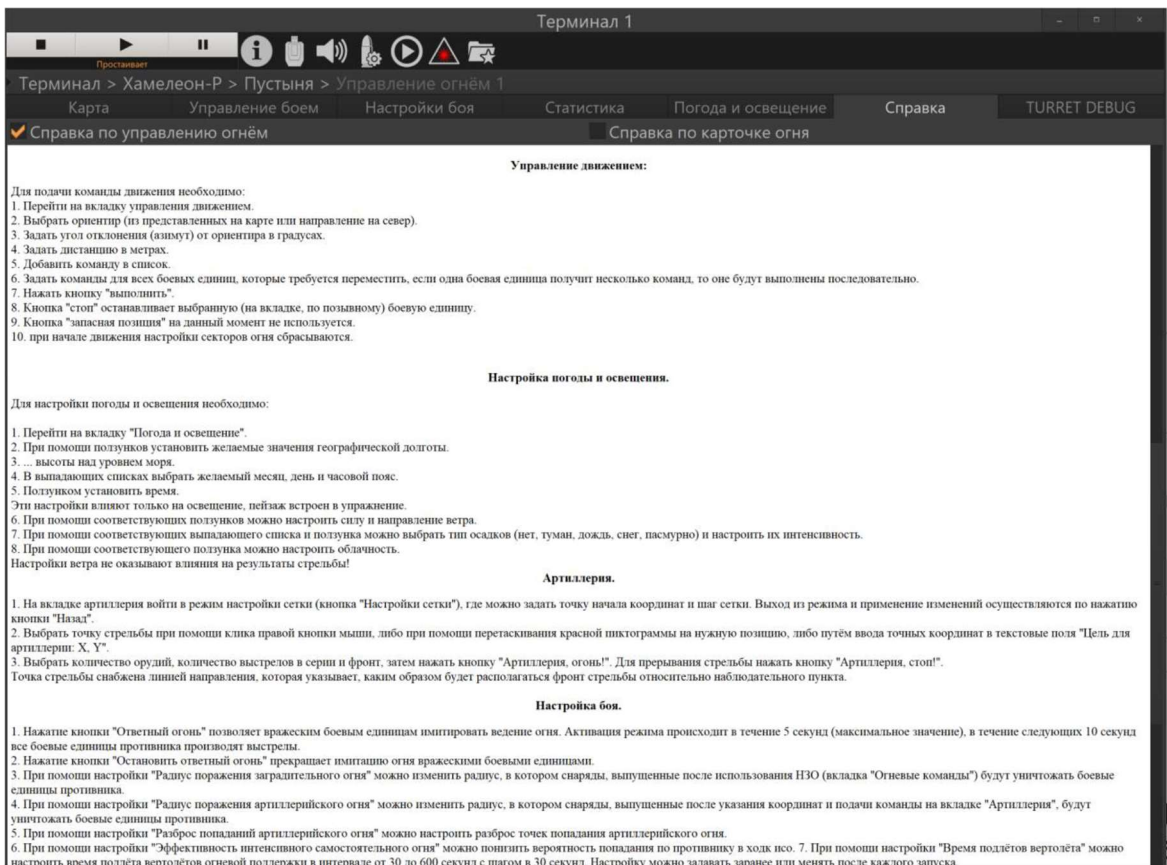 Терминал 1
Простаивает
Терминал > Хамелеон-Р > Пустыня > Управление огнём 1
Карта Управление боем Настройки боя Статистика Погода и освещение Справка TURRET DEBUG
Справка по управлению огнём Справка по карточке огня
Управление движением:
Для подачи команды движения необходимо:
1. Перейти на вкладку управления движением.
2. Выбрать ориентир (из представленных на карте или направление на север).
3. Задать угол отклонения (азимут) от ориентира в градусах.
4. Задать дистанцию в метрах.
5. Добавить команду в список.
6. Задать команды для всех боевых единиц, которые требуется переместить, если одна боевая единица получит несколько команд, то оне будут выполнены последовательно.
7. Нажать кнопку "выполнить".
8. Кнопка "стоп" останавливает выбранную (на вкладке, по позывному) боевую единицу.
9. Кнопка "запасная позиция" на данный момент не используется.
10. при начале движения настройки секторов огня сбрасываются.
Настройка погоды и освещения.
Для настройки погоды и освещения необходимо:
1. Перейти на вкладку "Погода и освещение".
2. При помощи ползунков установить желаемые значения географической долготы.
3. ... высоты над уровнем моря.
4. В выпадающих списках выбрать желаемый месяц, день и часовой пояс.
5. Ползунком установить время.
Эти настройки влияют только на освещение, пейзаж встроен в упражнение.
6. При помощи соответствующих ползунков можно настроить силу и направление ветра.
7. При помощи соответствующих выпадающего списка и ползунка можно выбрать тип осадков (нет, туман, дождь, снег, пасмурно) и настроить их интенсивность.
8. При помощи соответствующего ползунка можно настроить облачность.
Настройки ветра не оказывают влияния на результаты стрельбы!
Артиллерия.
1. На вкладке артиллерия войти в режим настройки сетки (кнопка "Настройки сетки"), где можно задать точку начала координат и шаг сетки. Выход из режима и применение изменений осуществляются по нажатию
кнопки "Назад".
2. Выбрать точку стрельбы при помощи клика правой кнопки мыши, либо при помощи перетаскивания красной пиктограммы на нужную позицию, либо путём ввода точных координат в текстовые поля "Цель для
артиллерии: X, Y".
3. Выбрать количество орудий, количество выстрелов в серии и фронт, затем нажать кнопку "Артиллерия, огонь!". Для прерывания стрельбы нажать кнопку "Артиллерия, стоп!".
Точка стрельбы снабжена линией направления, которая указывает, каким образом будет располагаться фронт стрельбы относительно наблюдательного пункта.
Настройка боя.
1. Нажатие кнопки "Ответный огонь" позволяет вражеским боевым единицам имитировать ведение огня. Активация режима происходит в течение 5 секунд (максимальное значение), в течение следующих 10 секунд
все боевые единицы противника производят выстрелы.
2. Нажатие кнопки "Остановить ответный огонь" прекращает имитацию огня вражескими боевыми единицами.
3. При помощи настройки "Радиус поражения заградительного огня" можно изменить радиус, в котором снаряды, выпущенные после использования НЗО (вкладка "Огневые команды") будут уничтожать боевые
единицы противника.
4. При помощи настройки "Радиус поражения артиллерийского огня" можно изменить радиус, в котором снаряды, выпущенные после указания координат и подачи команды на вкладке "Артиллерия", будут
уничтожать боевые единицы противника.
5. При помощи настройки "Разброс попаданий артиллерийского огня" можно настроить разброс точек попадания артиллерийского огня.
6. При помощи настройки "Эффективность интенсивного самостоятельного огня" можно понизить вероятность попадания по противнику в ходк исо. 7. При помощи настройки "Время подлётов вертолёта" можно
настроить время подлёта вертолётов огневой поддержки в интервале от 30 до 600 секунд с шагом в 30 секунд. Настройку можно задавать заранее или менять после каждого запуска